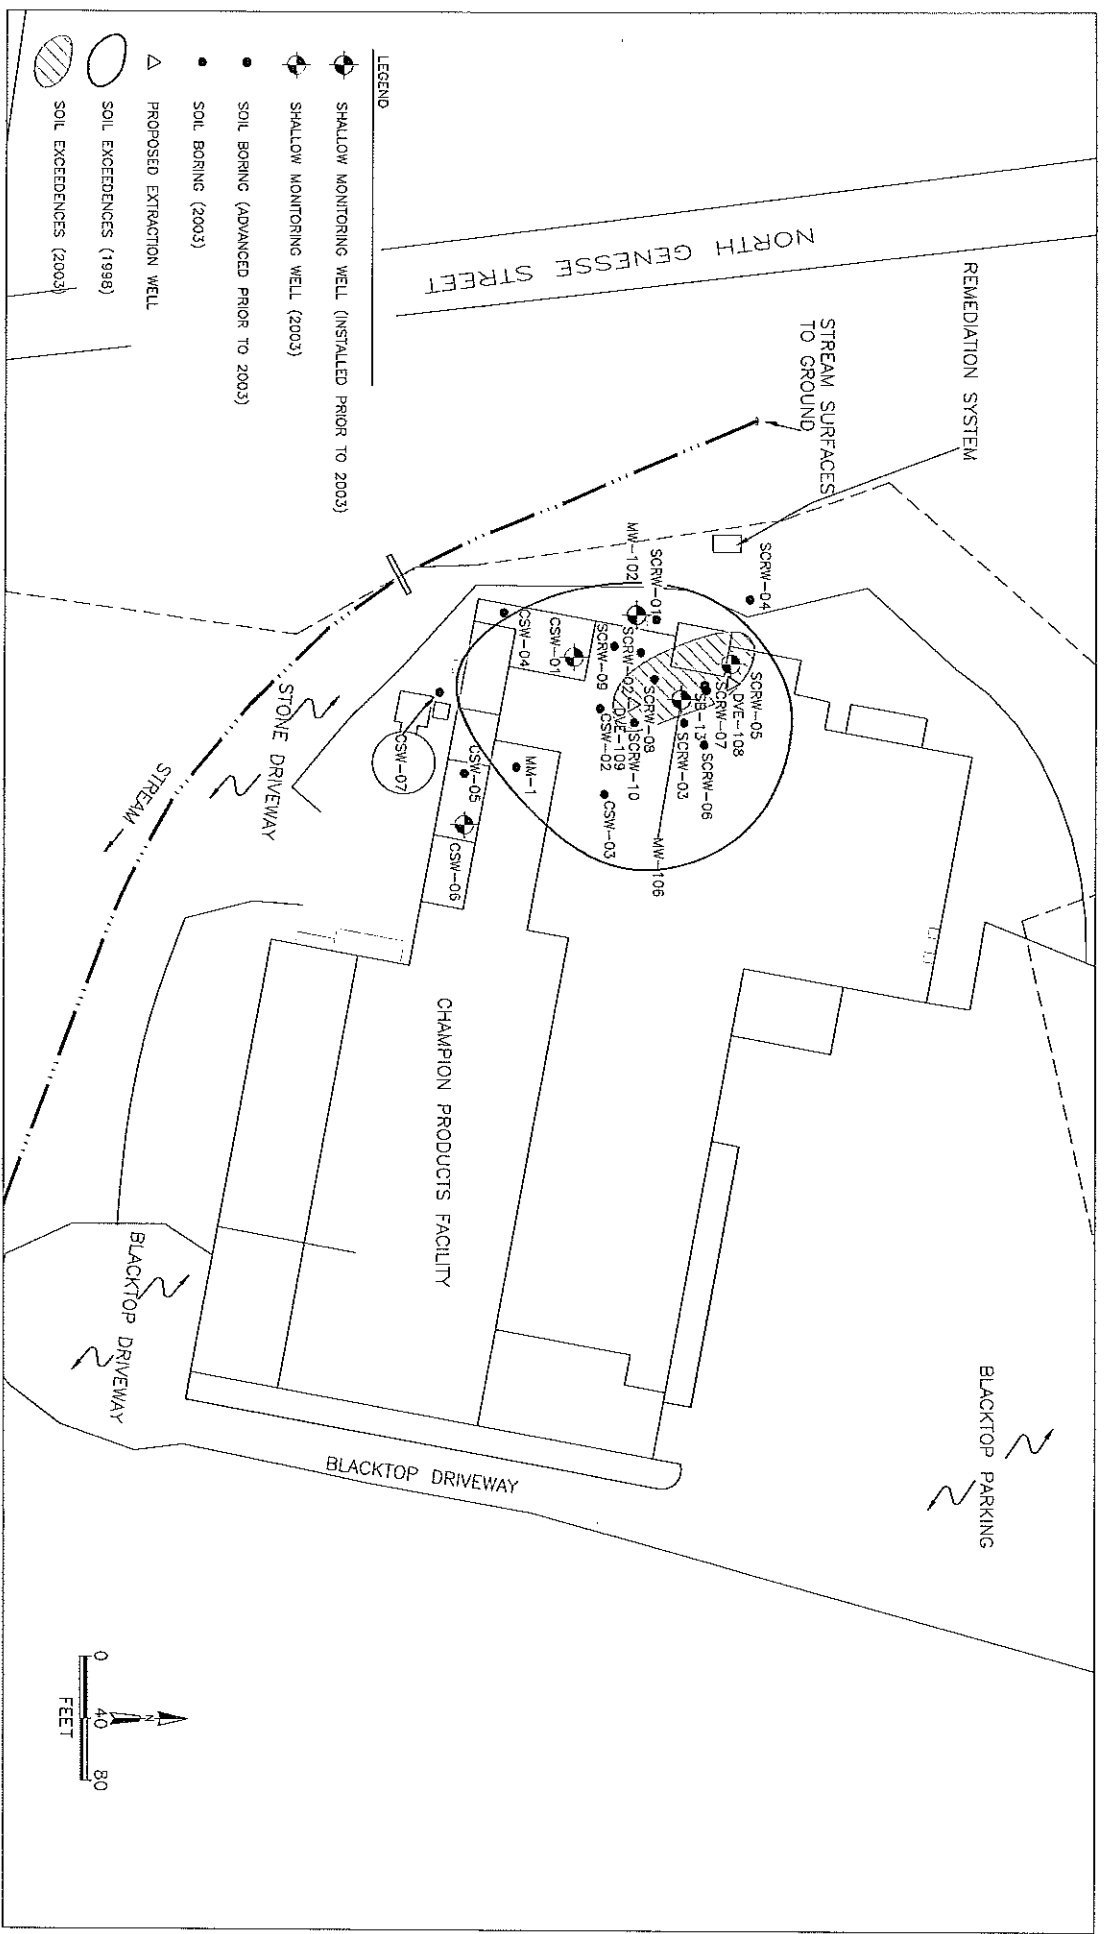 LEGEND
SHALLOW MONITORING WELL (INSTALLED PRIOR TO 2003)
SHALLOW MONITORING WELL (2003)
SOIL BORING (ADVANCED PRIOR TO 2003)
SOIL BORING (2003)
PROPOSED EXTRACTION WELL
SOIL EXCEEDENCES (1998)
SOIL EXCEEDENCES (2003)
NORTH GENESSE STREET
REMEDIATION SYSTEM
STREAM SURFACES
TO GROUND
SCRW-04
SCRW-01
MW-102
SCRW-05
DVE-108
SCRW-07
SB-13
SCRW-06
SCRW-03
MW-106
SCRW-08
SCRW-02
SCRW-10
DVE-109
SCRW-09
CSW-02
CSW-03
CSW-01
CSW-04
MM-1
CSW-05
CSW-06
CSW-07
STONE DRIVEWAY
STREAM
CHAMPION PRODUCTS FACILITY
BLACKTOP DRIVEWAY
BLACKTOP DRIVEWAY
BLACKTOP PARKING
N
0 40 80
FEET